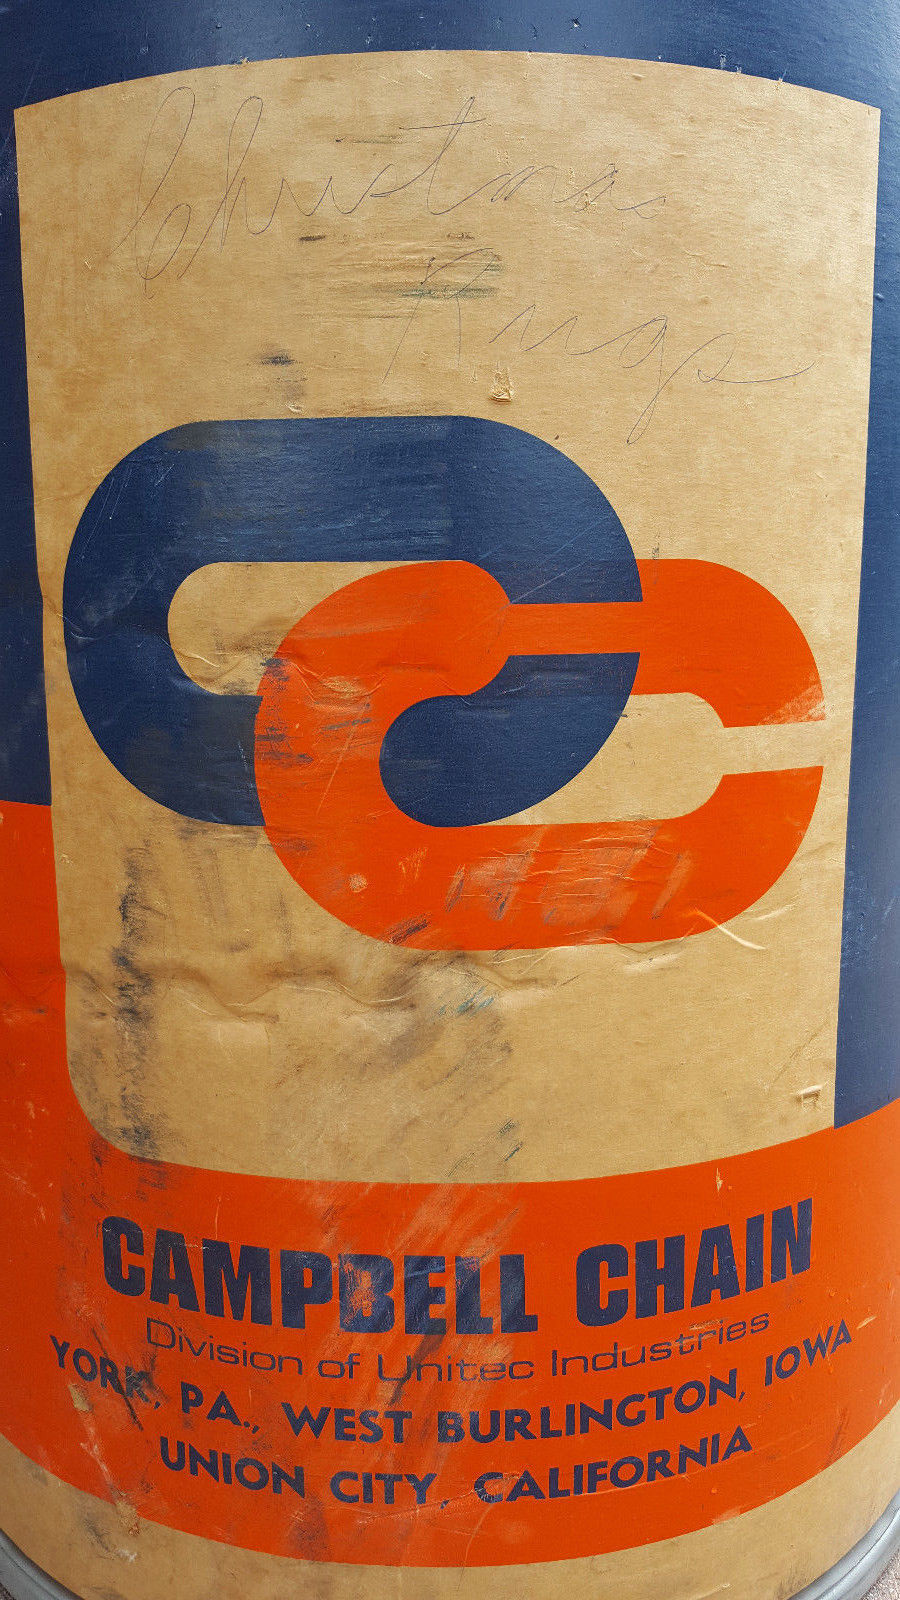 Christmas
Rugs
CAMPBELL CHAIN
Division of Unitec Industries
YORK, PA., WEST BURLINGTON, IOWA
UNION CITY, CALIFORNIA